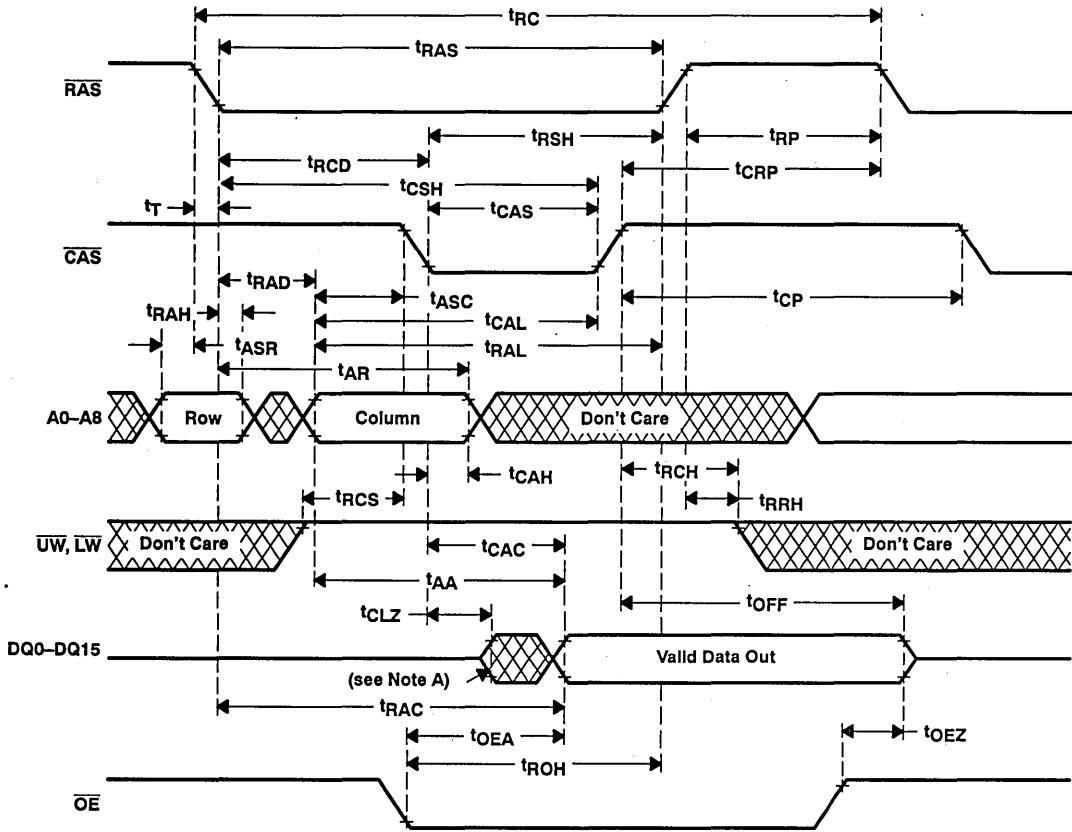 tRC
tRAS
RAS
tRSH
tRP
tRCD
tCRP
tCSH
tT
tCAS
CAS
tRAD
tASC
tCP
tRAH
tCAL
tASR
tRAL
tAR
A0–A8
Row
Column
Don't Care
tCAH
tRCH
tRCS
tRRH
UW, LW
Don't Care
Don't Care
tCAC
tAA
tCLZ
tOFF
DQ0–DQ15
Valid Data Out
(see Note A)
tRAC
tOEA
tOEZ
tROH
OE